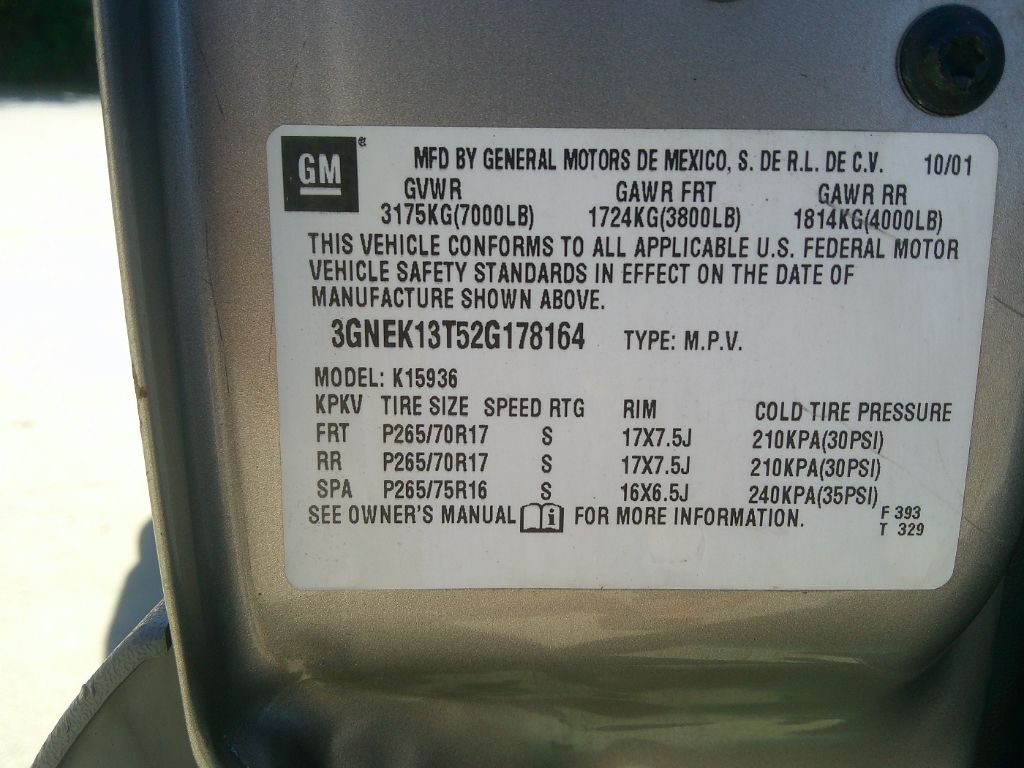 GM® MFD BY GENERAL MOTORS DE MEXICO, S. DE R.L. DE C.V. 10/01
GVWR GAWR FRT GAWR RR
3175KG(7000LB) 1724KG(3800LB) 1814KG(4000LB)
THIS VEHICLE CONFORMS TO ALL APPLICABLE U.S. FEDERAL MOTOR
VEHICLE SAFETY STANDARDS IN EFFECT ON THE DATE OF
MANUFACTURE SHOWN ABOVE.
3GNEK13T52G178164 TYPE: M.P.V.
MODEL: K15936
KPKV TIRE SIZE SPEED RTG RIM COLD TIRE PRESSURE
FRT P265/70R17 S 17X7.5J 210KPA(30PSI)
RR P265/70R17 S 17X7.5J 210KPA(30PSI)
SPA P265/75R16 S 16X6.5J 240KPA(35PSI)
SEE OWNER'S MANUAL i FOR MORE INFORMATION. F 393
T 329